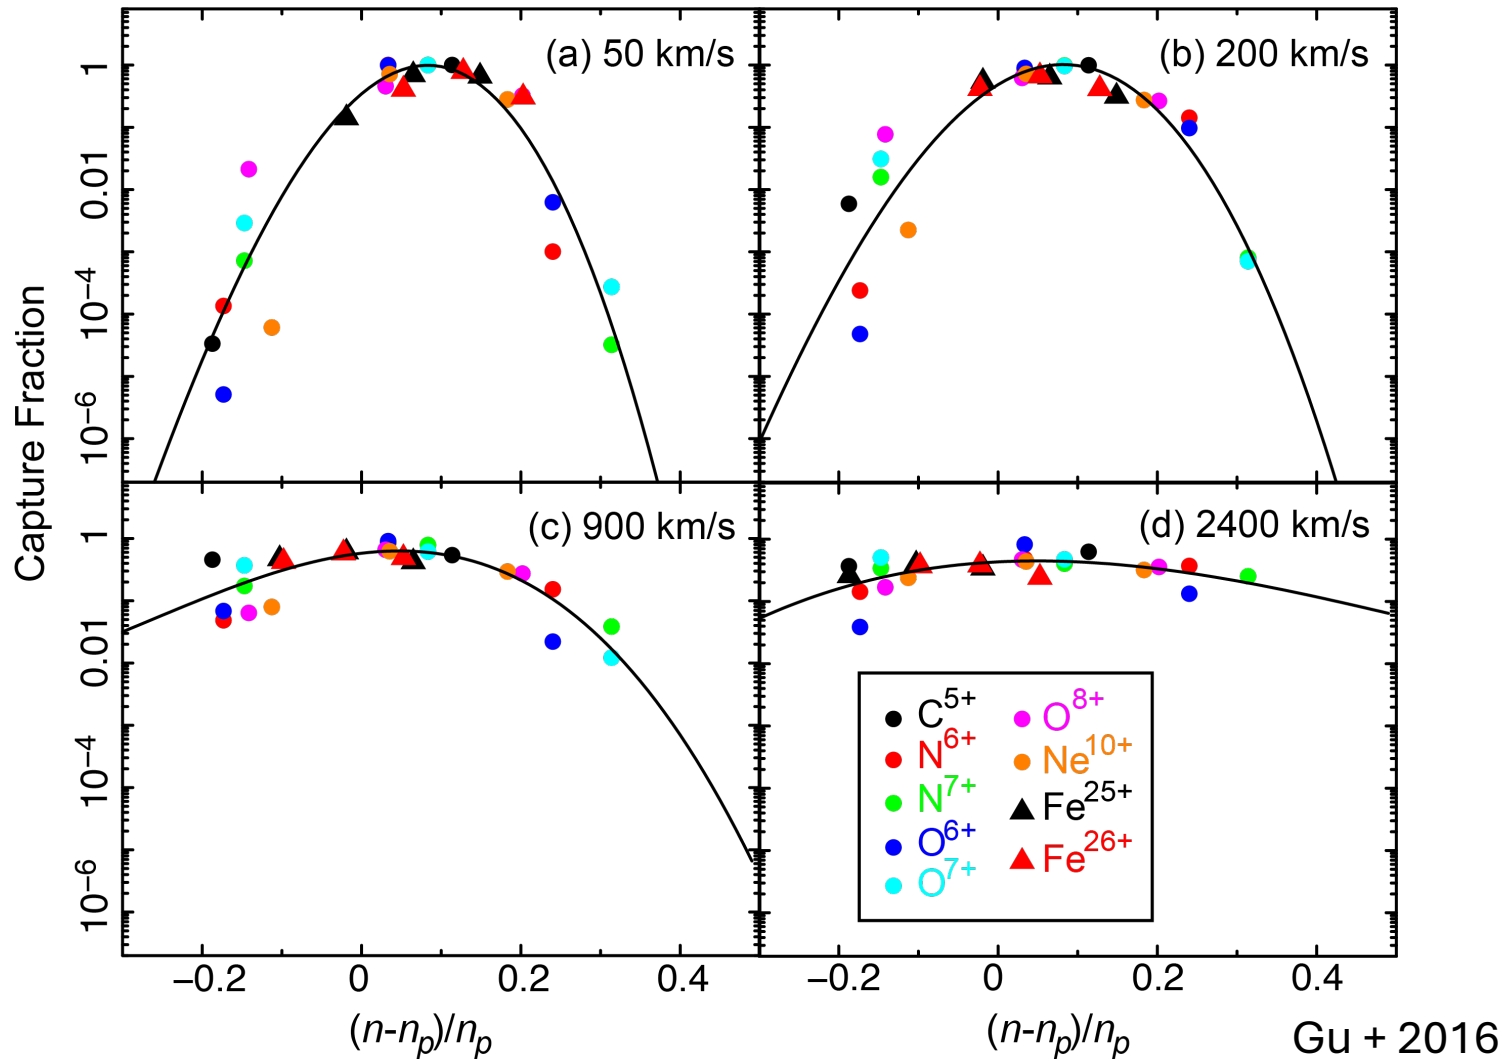 (a) 50 km/s
(b) 200 km/s
1
0.01
10⁻⁴
10⁻⁶
Capture Fraction
(c) 900 km/s
(d) 2400 km/s
1
0.01
10⁻⁴
10⁻⁶
C⁵⁺
N⁶⁺
N⁷⁺
O⁶⁺
O⁷⁺
O⁸⁺
Ne¹⁰⁺
Fe²⁵⁺
Fe²⁶⁺
−0.2 0 0.2 0.4
−0.2 0 0.2 0.4
(n-nₚ)/nₚ
(n-nₚ)/nₚ
Gu + 2016